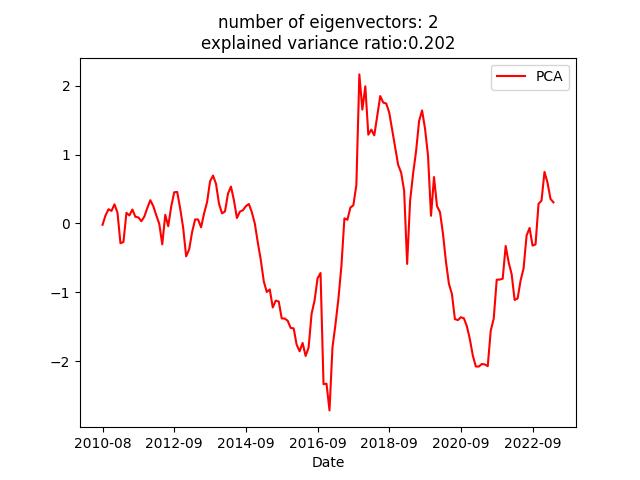 number of eigenvectors: 2
explained variance ratio:0.202
PCA
2
1
0
−1
−2
2010-08 2012-09 2014-09 2016-09 2018-09 2020-09 2022-09
Date